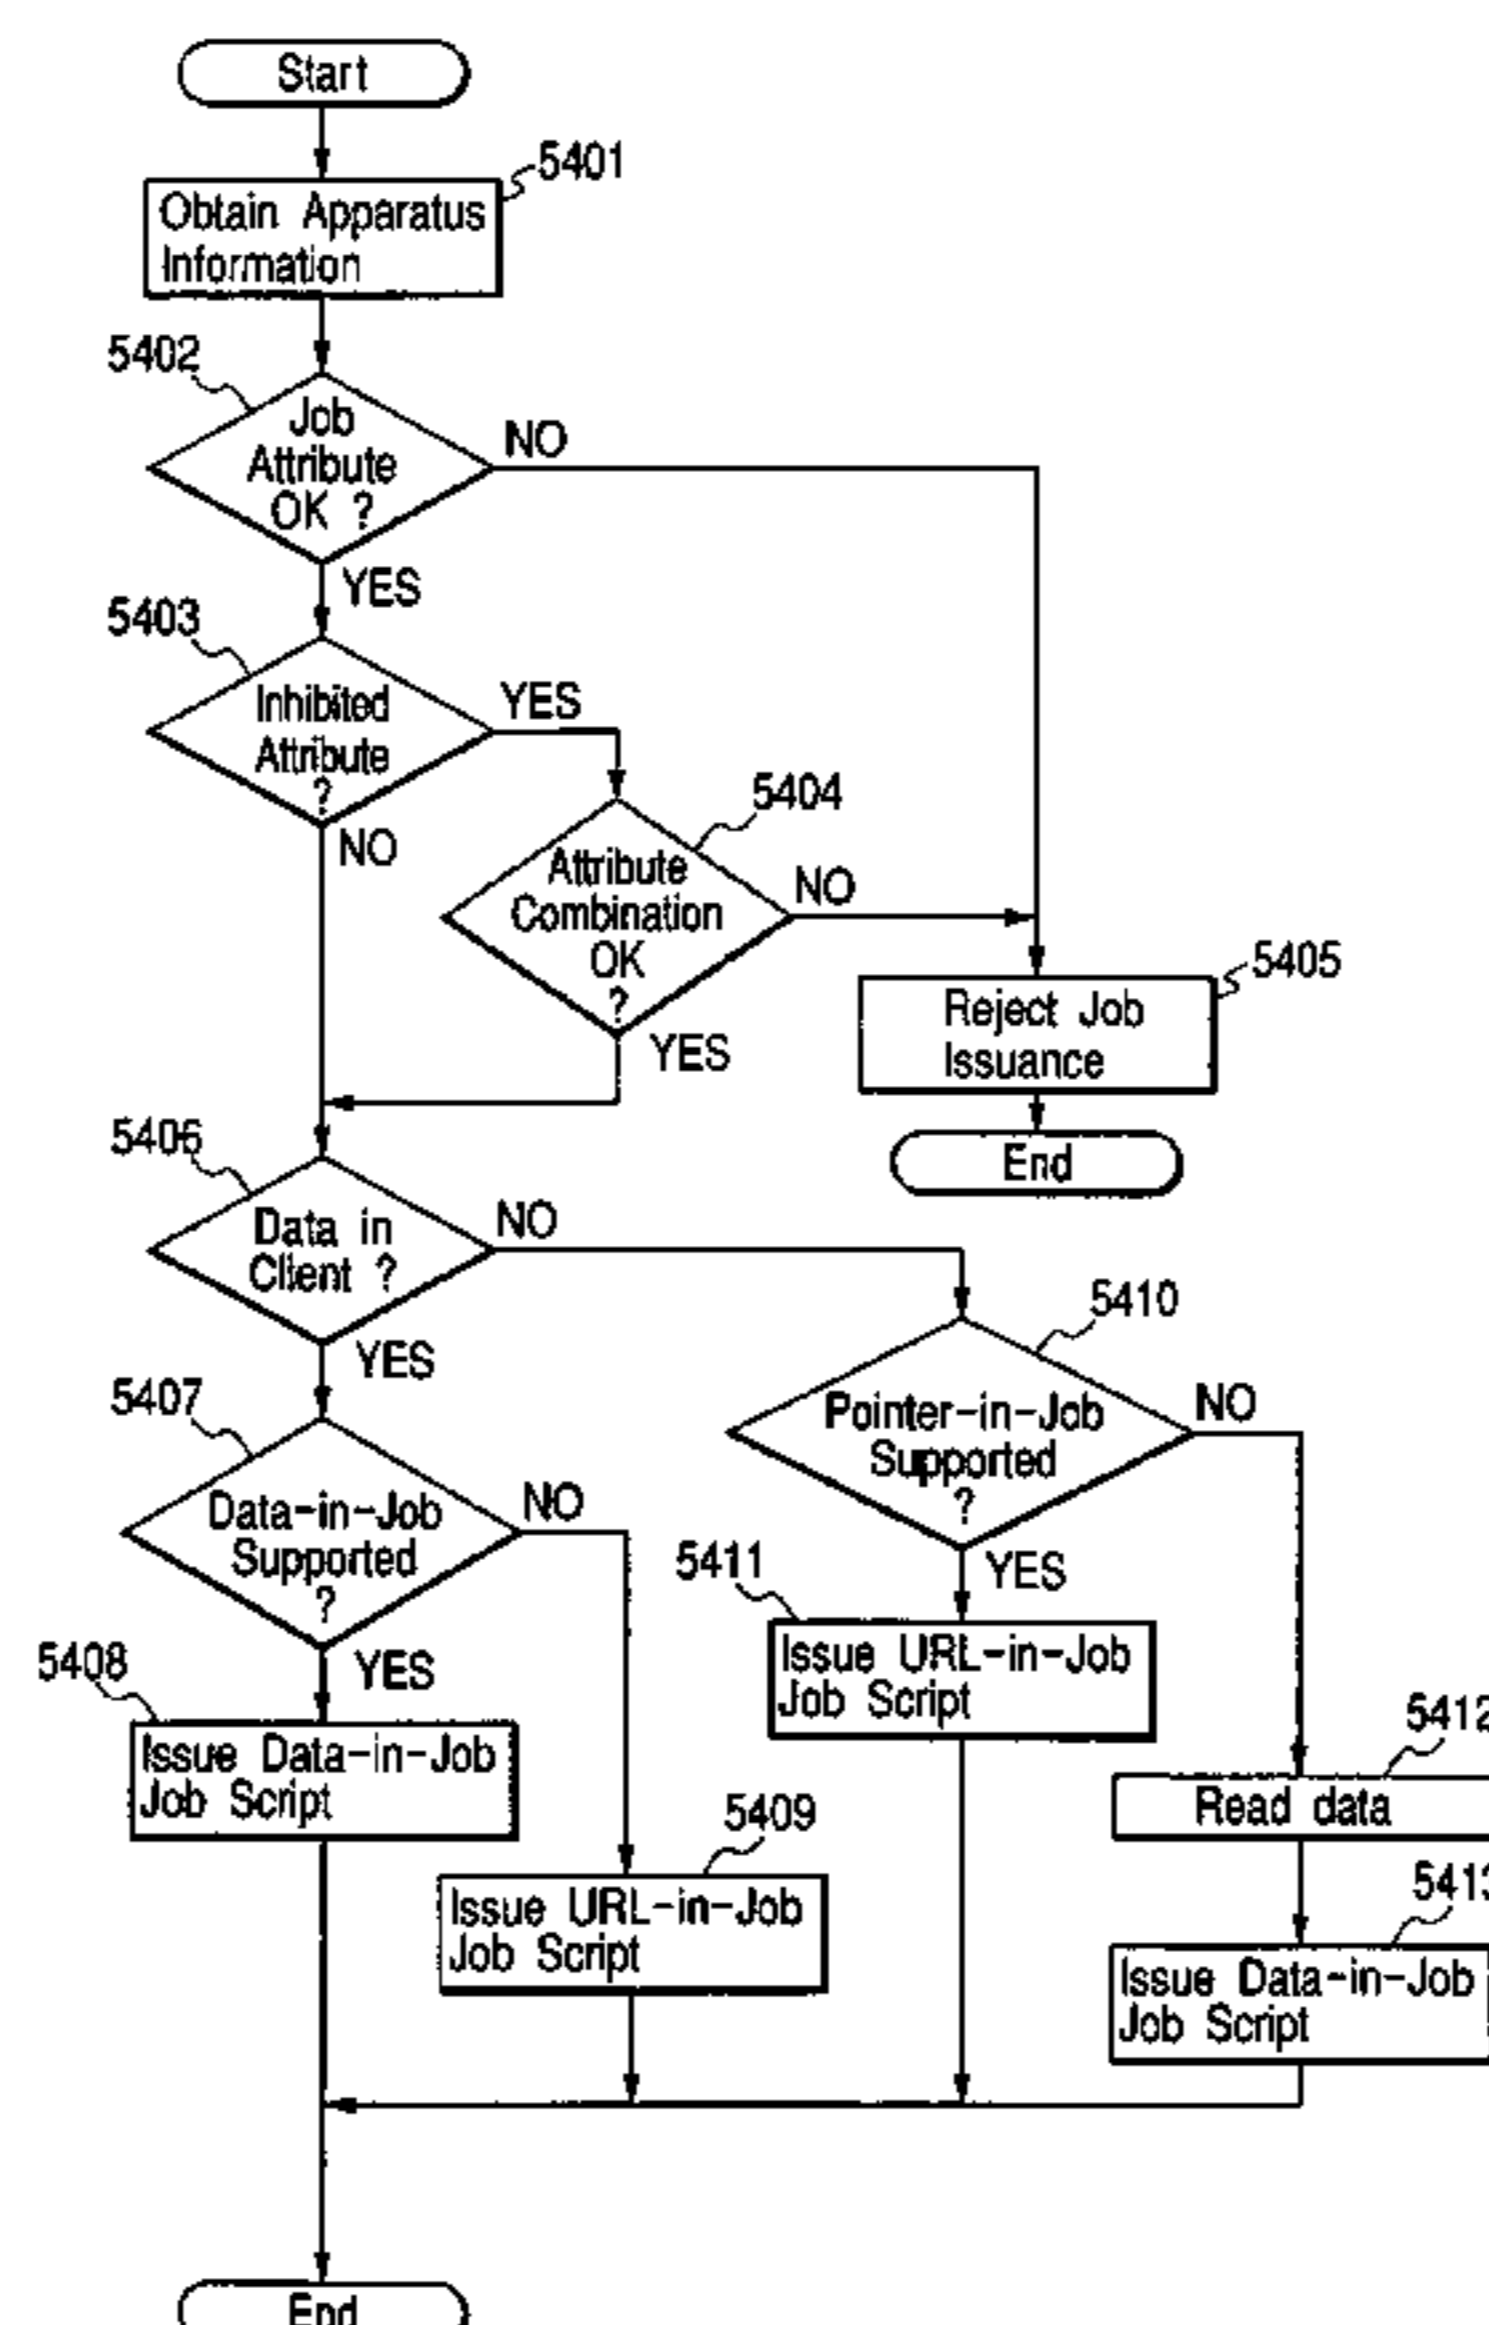 Start
5401
Obtain Apparatus
Information
5402
Job
Attribute
OK ?
NO
YES
5403
Inhibited
Attribute
?
YES
NO
5404
Attribute
Combination
OK
?
NO
YES
5405
Reject Job
Issuance
End
5406
Data in
Client ?
NO
YES
5410
Pointer-in-Job
Supported
?
NO
YES
5407
Data-in-Job
Supported
?
NO
YES
5411
Issue URL-in-Job
Job Script
5408
Issue Data-in-Job
Job Script
5412
Read data
5409
Issue URL-in-Job
Job Script
5413
Issue Data-in-Job
Job Script
End